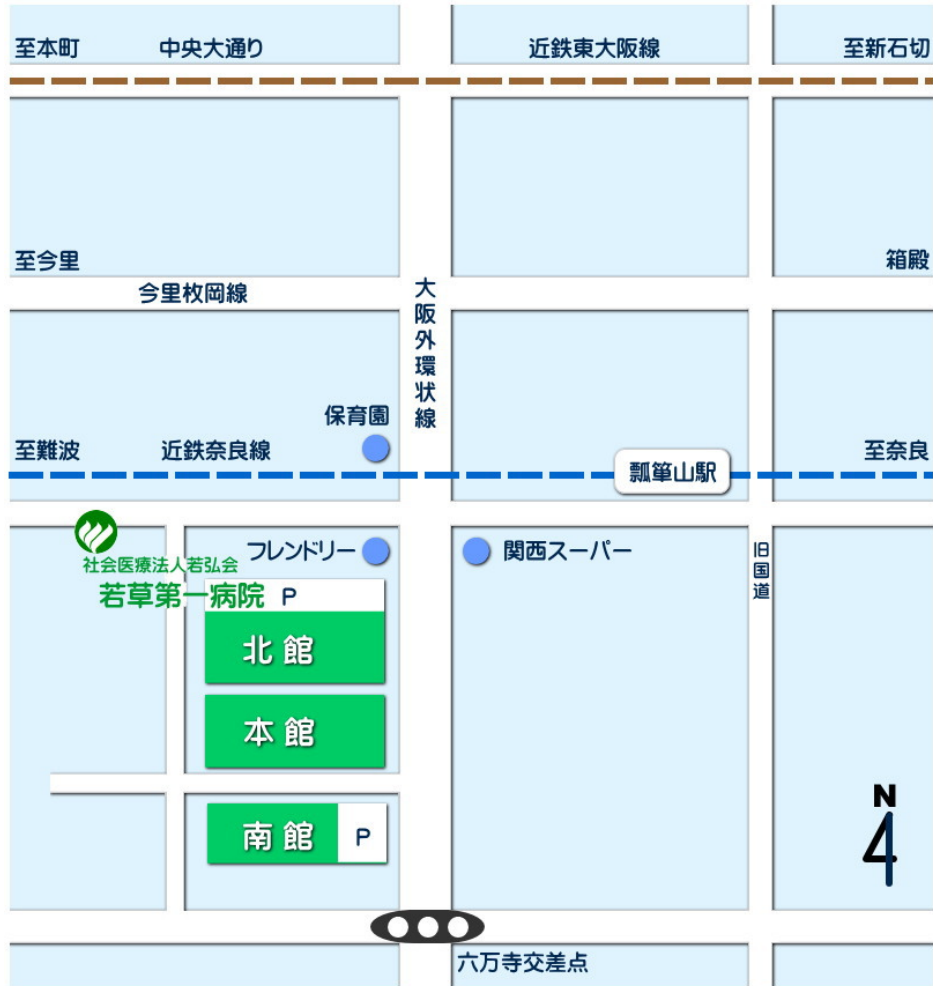 至本町
中央大通り
近鉄東大阪線
至新石切
至今里
箱殿
今里枚岡線
大阪外環状線
保育園
至難波
近鉄奈良線
瓢箪山駅
至奈良
フレンドリー
関西スーパー
旧国道
社会医療法人若弘会
若草第一病院
P
北館
本館
南館
P
N
六万寺交差点